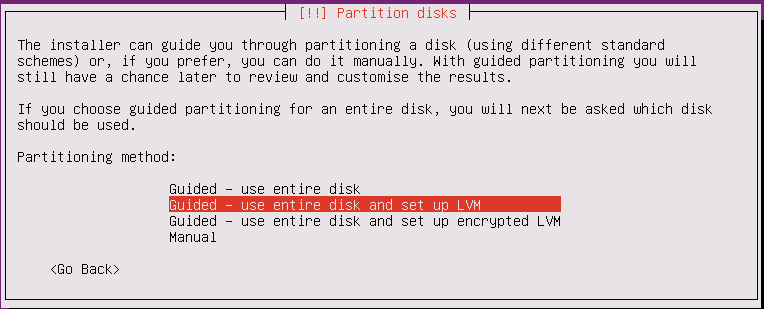 [!!] Partition disks
The installer can guide you through partitioning a disk (using different standard
schemes) or, if you prefer, you can do it manually. With guided partitioning you will
still have a chance later to review and customise the results.
If you choose guided partitioning for an entire disk, you will next be asked which disk
should be used.
Partitioning method:
Guided - use entire disk
Guided - use entire disk and set up LVM
Guided - use entire disk and set up encrypted LVM
Manual
<Go Back>